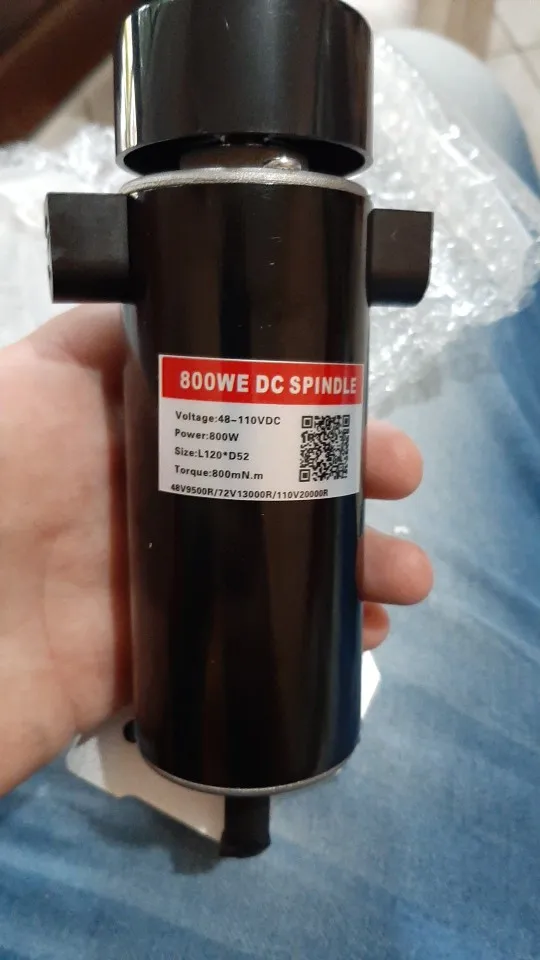 800WE DC SPINDLE
Voltage:48-110VDC
Power:800W
Size:L120*D52
Torque:800mN.m
48V9500R/72V13000R/110V20000R